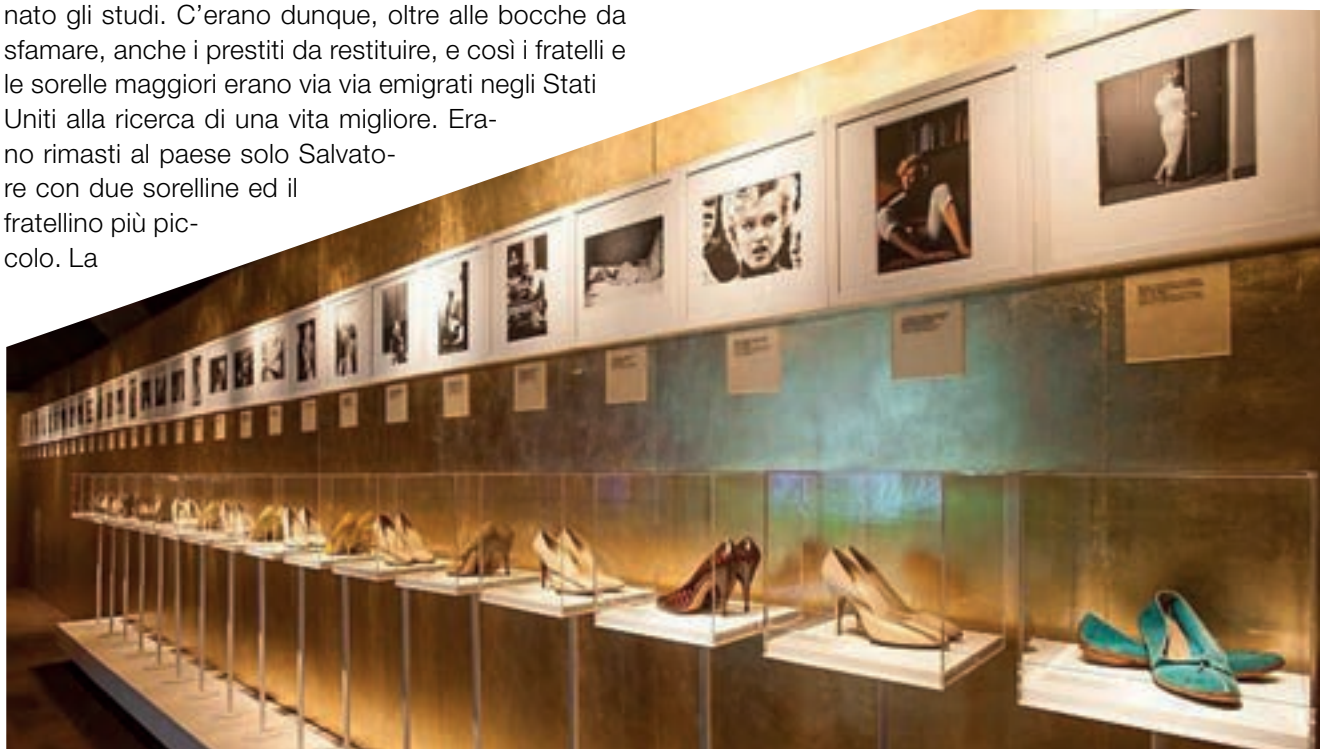 nato gli studi. C’erano dunque, oltre alle bocche da
sfamare, anche i prestiti da restituire, e così i fratelli e
le sorelle maggiori erano via via emigrati negli Stati
Uniti alla ricerca di una vita migliore. Era-
no rimasti al paese solo Salvato-
re con due sorelline ed il
fratellino più pic-
colo. La